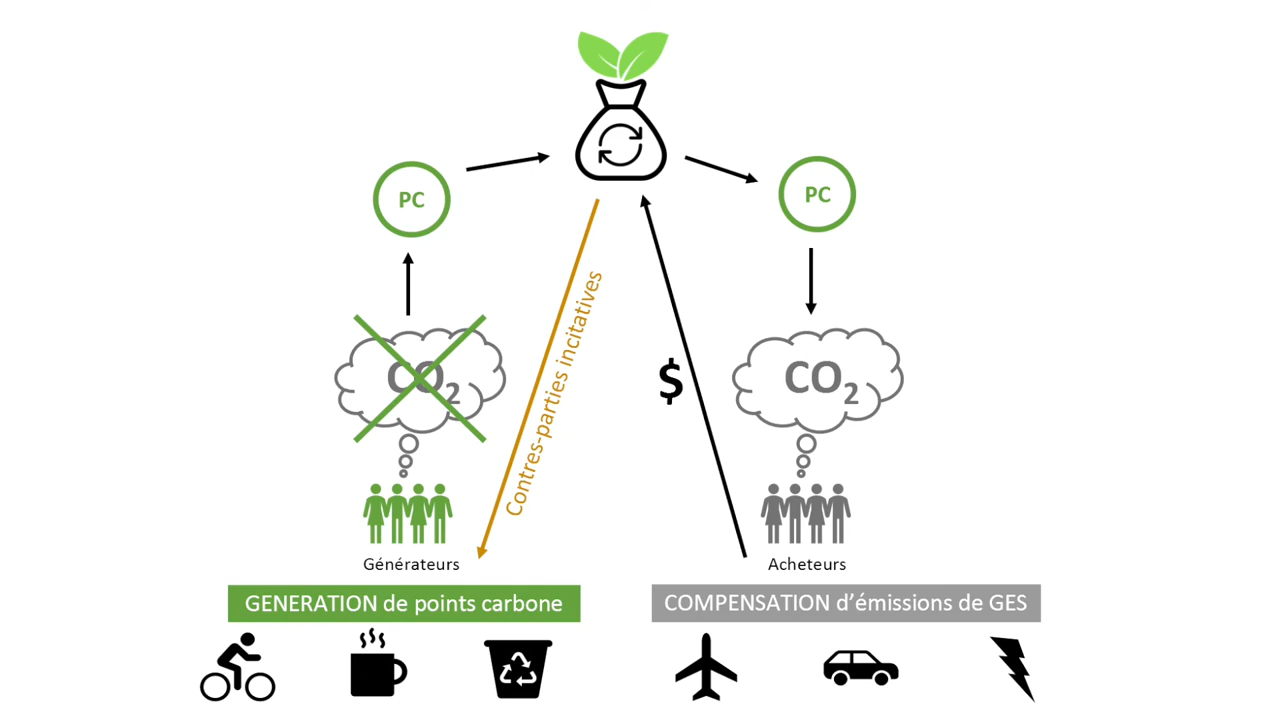 PC
PC
CO2
CO2
Contres-parties incitatives
$
Générateurs
Acheteurs
GENERATION de points carbone
COMPENSATION d’émissions de GES